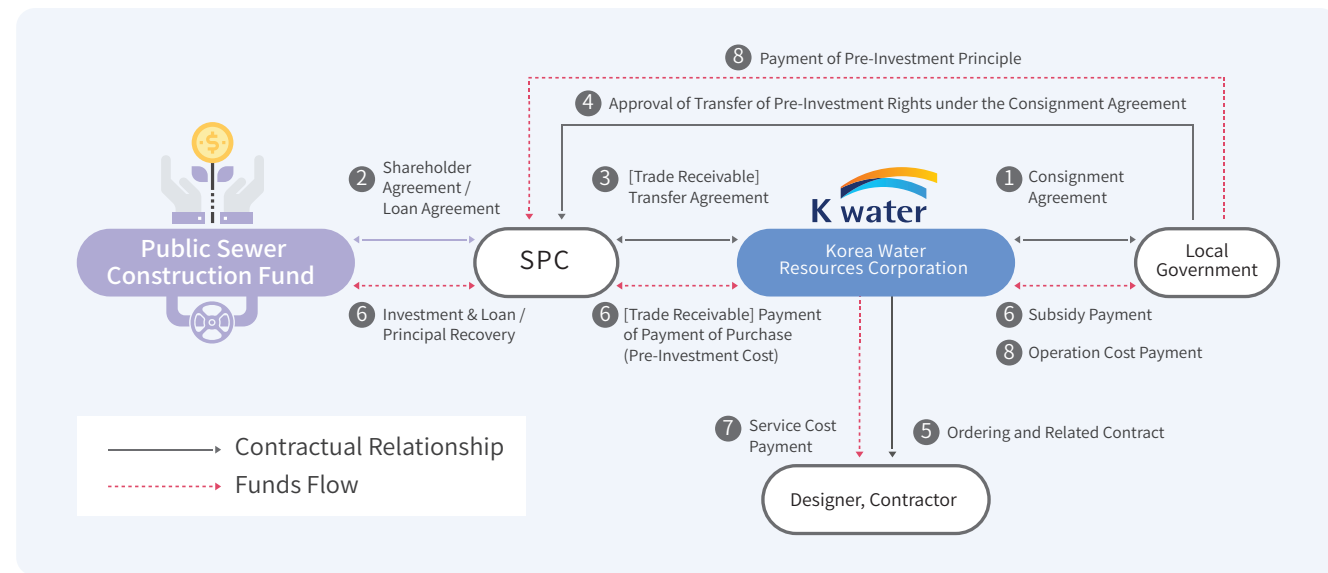 8 Payment of Pre-Investment Principle
4 Approval of Transfer of Pre-Investment Rights under the Consignment Agreement
2 Shareholder
Agreement /
Loan Agreement
3 [Trade Receivable]
Transfer Agreement
K water
1 Consignment
Agreement
Public Sewer
Construction Fund
SPC
Korea Water
Resources Corporation
Local
Government
6 Investment & Loan /
Principal Recovery
6 [Trade Receivable] Payment
of Payment of Purchase
(Pre-Investment Cost)
6 Subsidy Payment
8 Operation Cost Payment
7 Service Cost
Payment
5 Ordering and Related Contract
Contractual Relationship
Funds Flow
Designer, Contractor